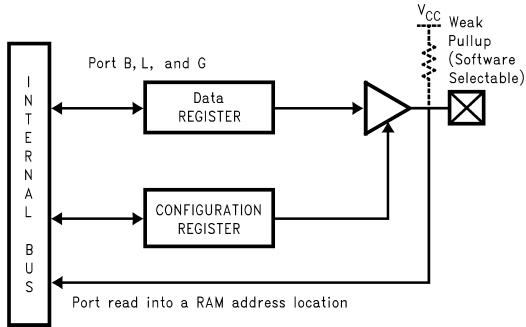 VCC
Weak
Pullup
(Software
Selectable)
Port B, L, and G
INTERNAL BUS
Data
REGISTER
CONFIGURATION
REGISTER
Port read into a RAM address location